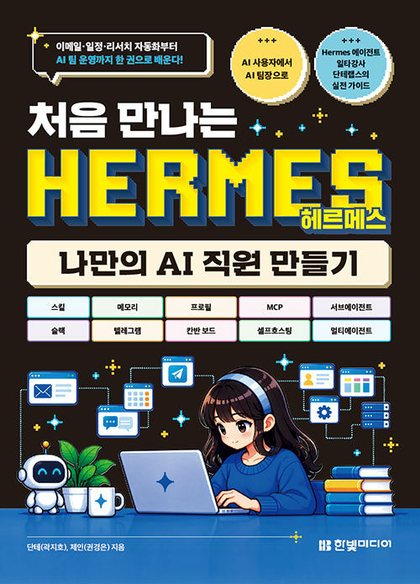 이메일·일정·리서치 자동화부터
AI 팀 운영까지 한 권으로 배운다!
+++
AI 사용자에서
AI 팀장으로
+++
Hermes 에이전트
일타강사
단테랩스의
실전 가이드
처음 만나는
HERMES
헤르메스
나만의 AI 직원 만들기
스킬 메모리 프로필 MCP 서브에이전트
슬랙 텔레그램 칸반 보드 셀프호스팅 멀티에이전트
단테(곽지호), 제인(권경은) 지음
HB 한빛미디어